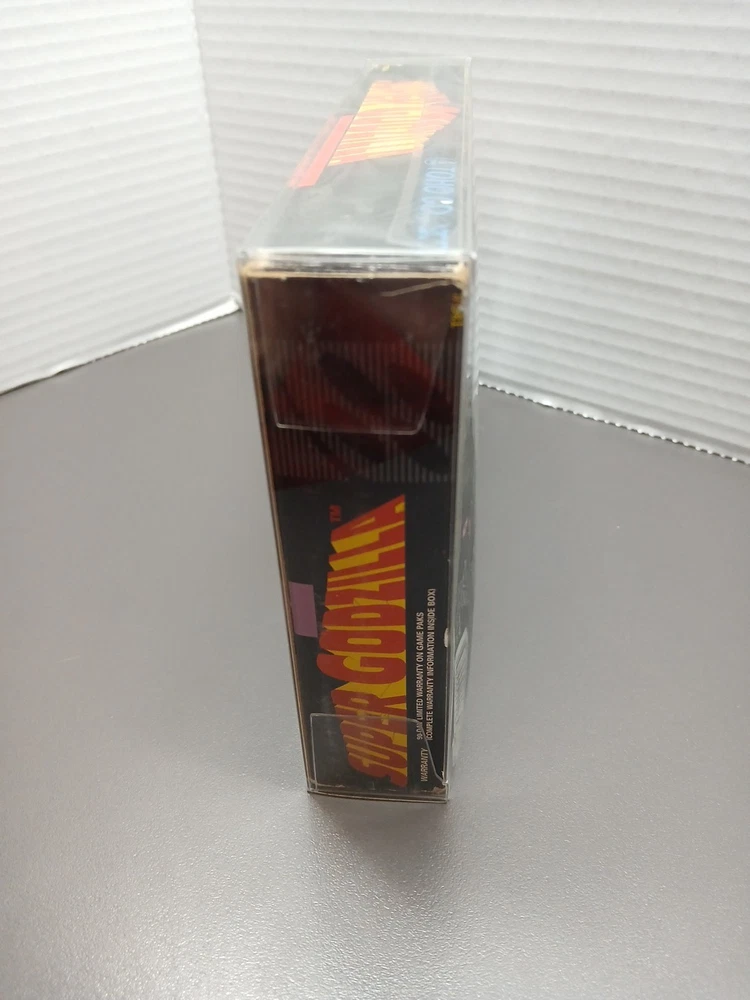 SUPER GODZILLA™
WARRANTY
90-DAY LIMITED WARRANTY ON GAME PAKS
(COMPLETE WARRANTY INFORMATION INSIDE BOX)